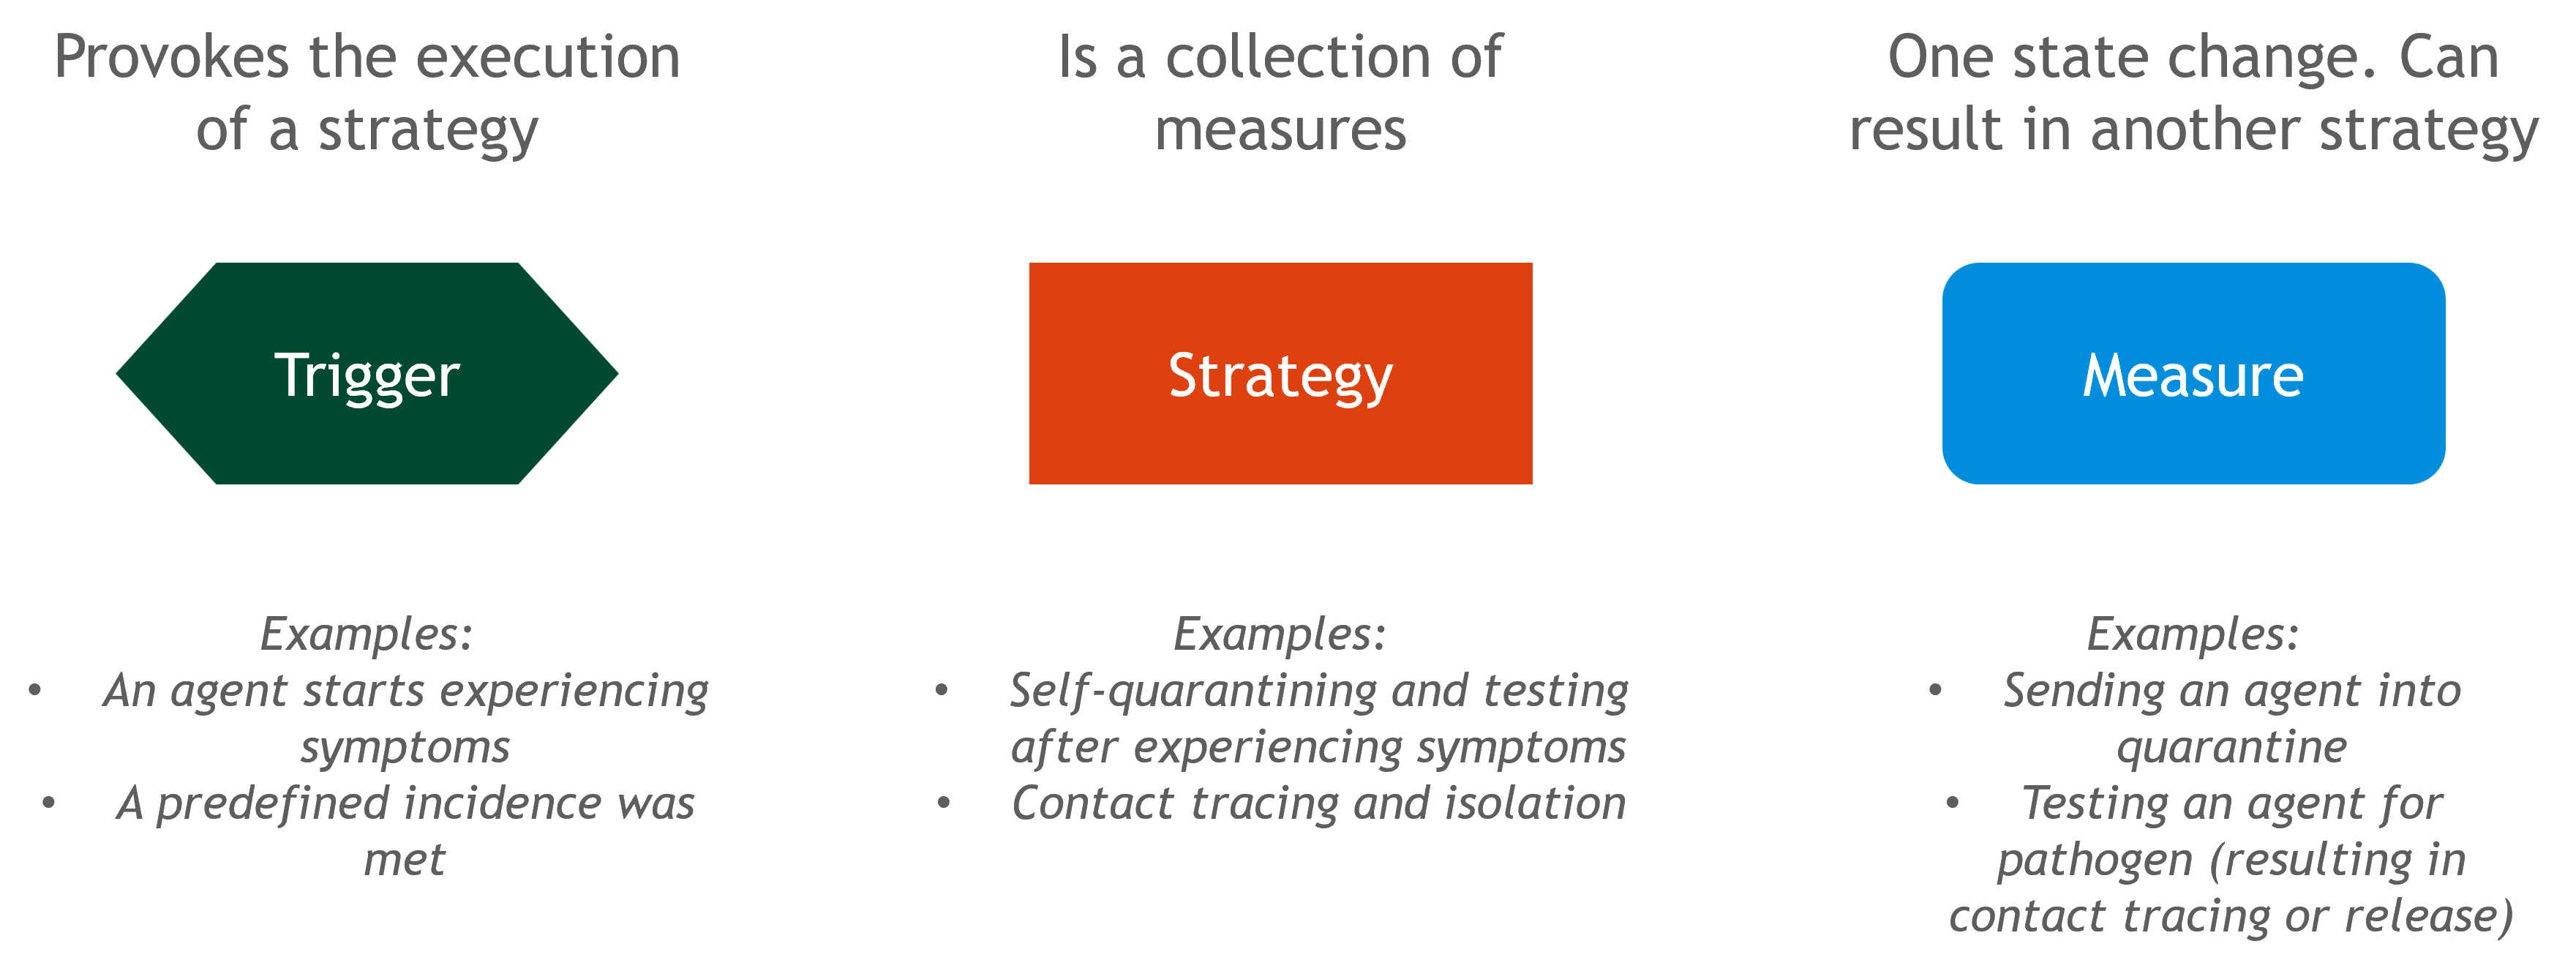 Provokes the execution
of a strategy
Trigger
Examples:
• An agent starts experiencing
symptoms
• A predefined incidence was
met
Is a collection of
measures
Strategy
Examples:
• Self-quarantining and testing
after experiencing symptoms
• Contact tracing and isolation
One state change. Can
result in another strategy
Measure
Examples:
• Sending an agent into
quarantine
• Testing an agent for
pathogen (resulting in
contact tracing or release)